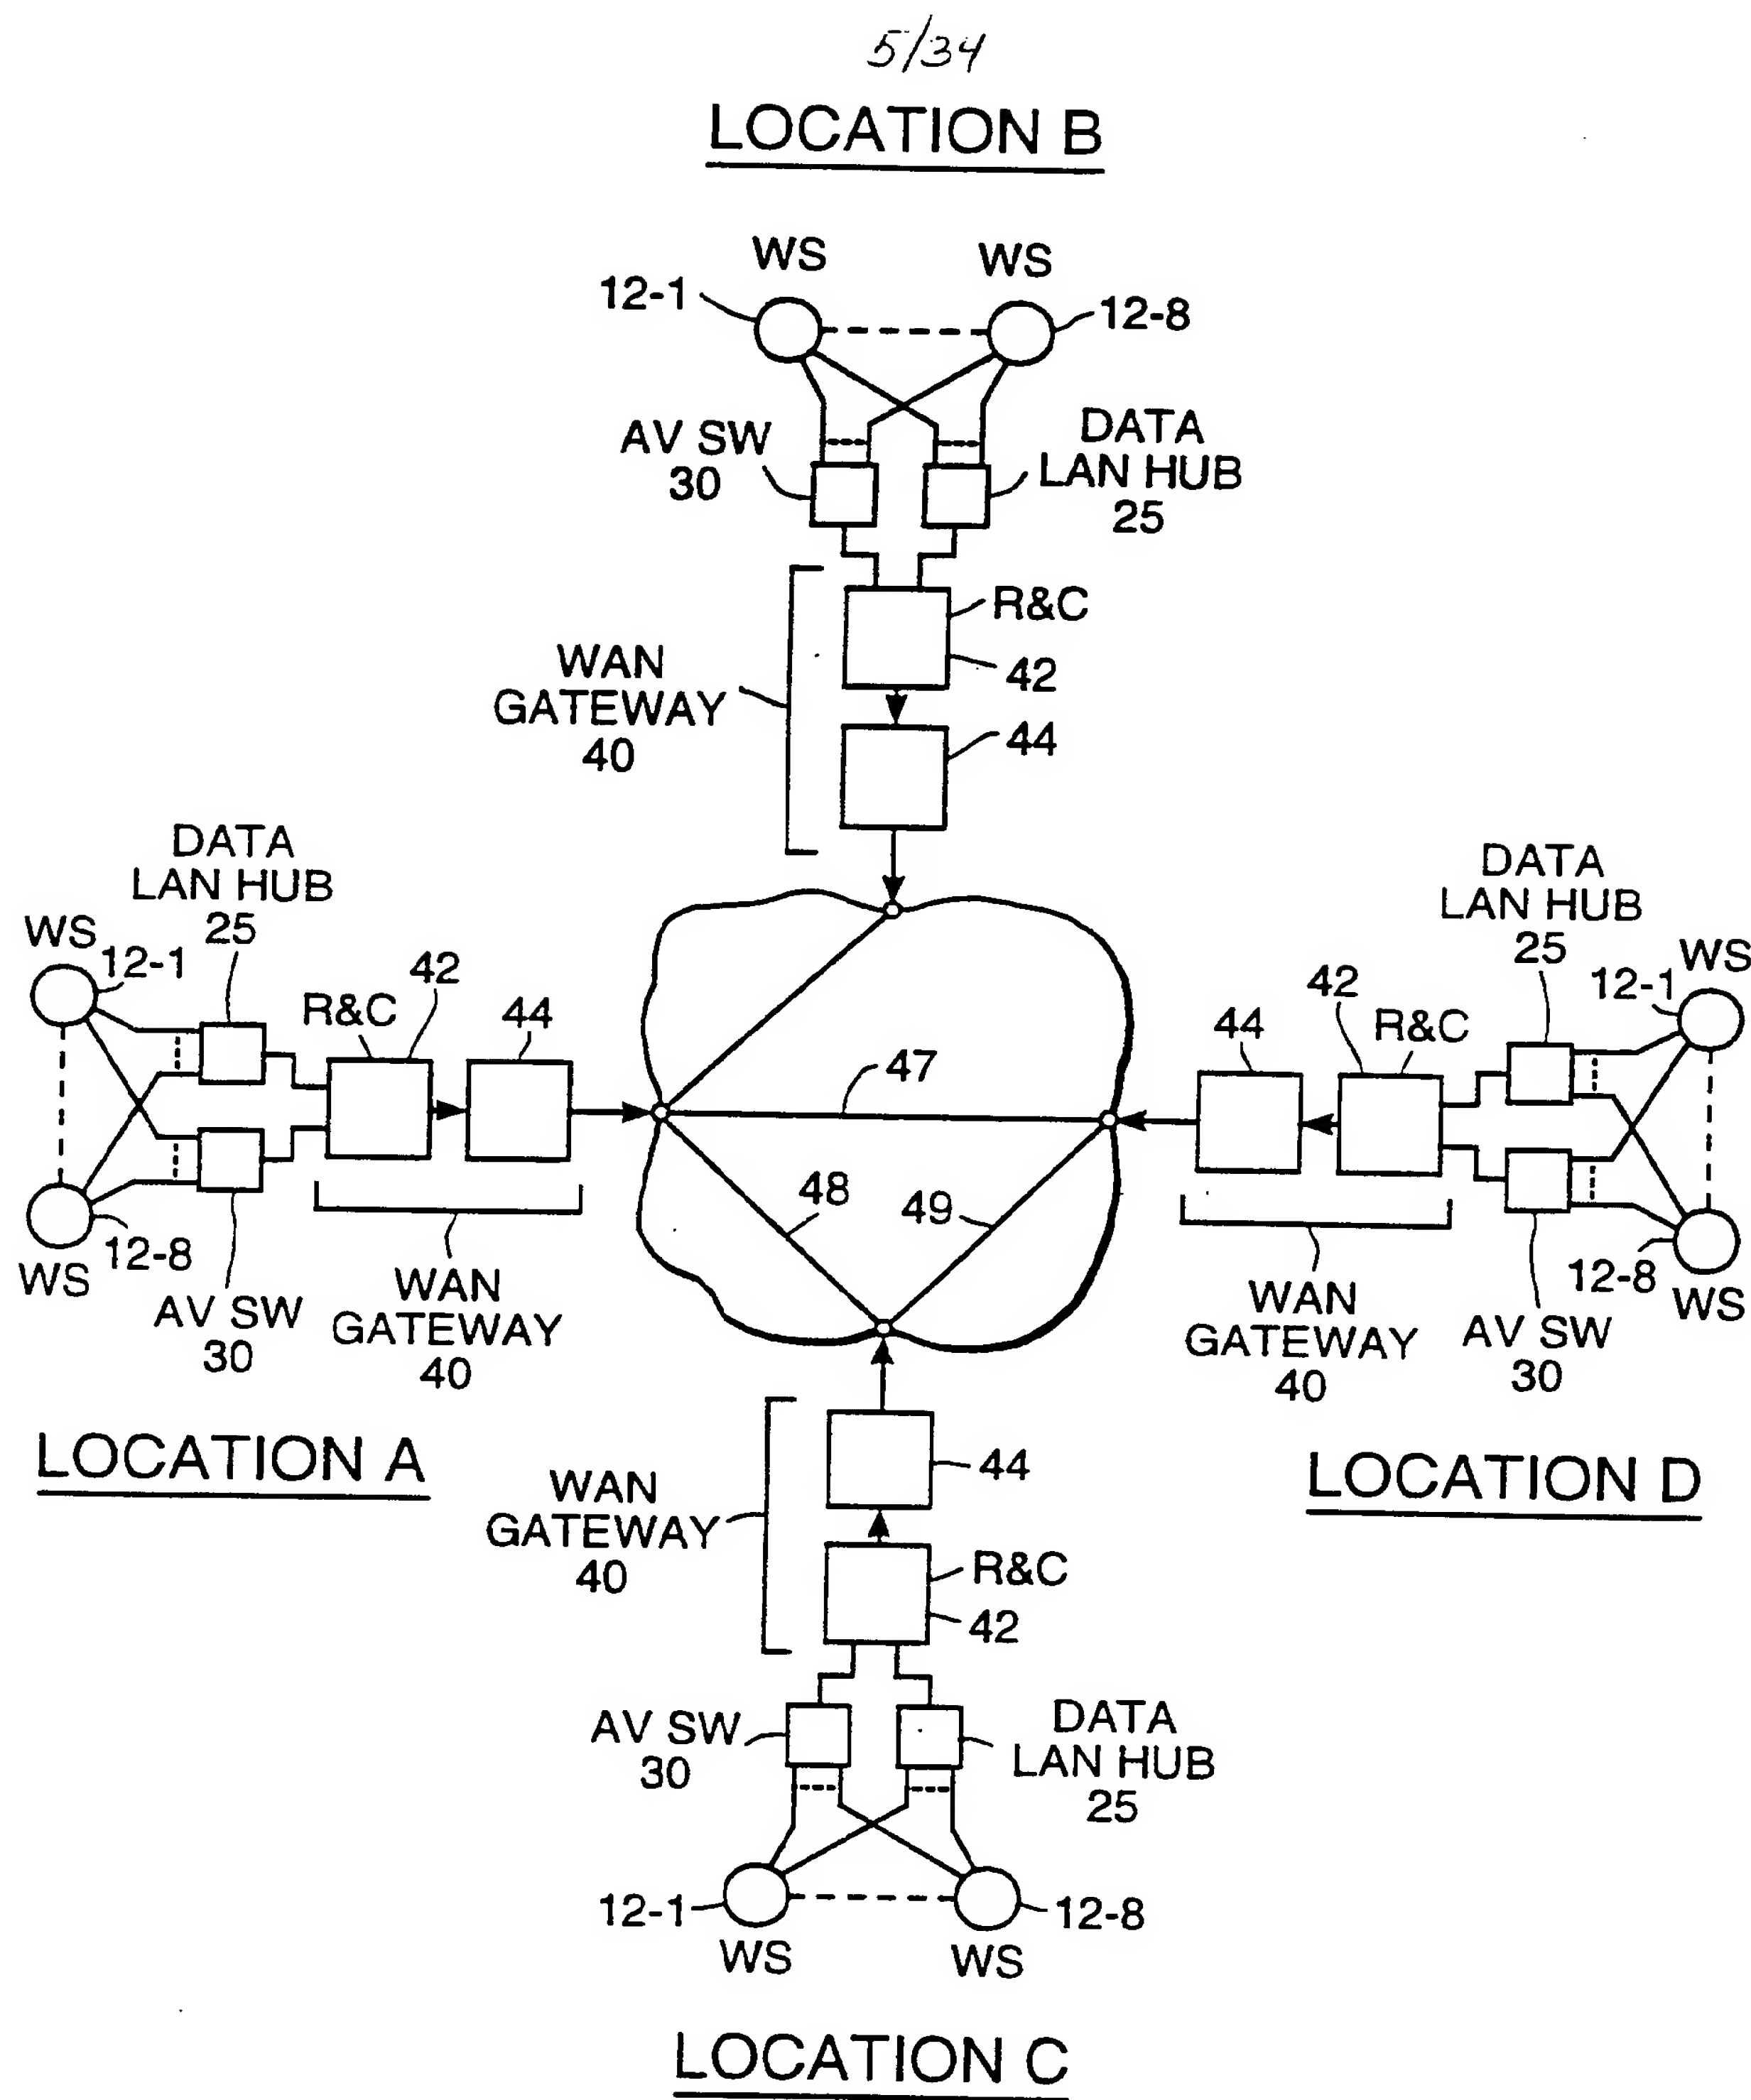 5/34
LOCATION B
WS
WS
12-1
12-8
AV SW
30
DATA
LAN HUB
25
R&C
42
WAN
GATEWAY
40
44
DATA
LAN HUB
25
WS
12-1
42
R&C
44
12-8
WS
AV SW
30
WAN
GATEWAY
40
LOCATION A
47
48
49
DATA
LAN HUB
25
WS
12-1
42
R&C
44
12-8
WS
WAN
GATEWAY
40
AV SW
30
LOCATION D
44
WAN
GATEWAY
40
R&C
42
AV SW
30
DATA
LAN HUB
25
12-1
12-8
WS
WS
LOCATION C